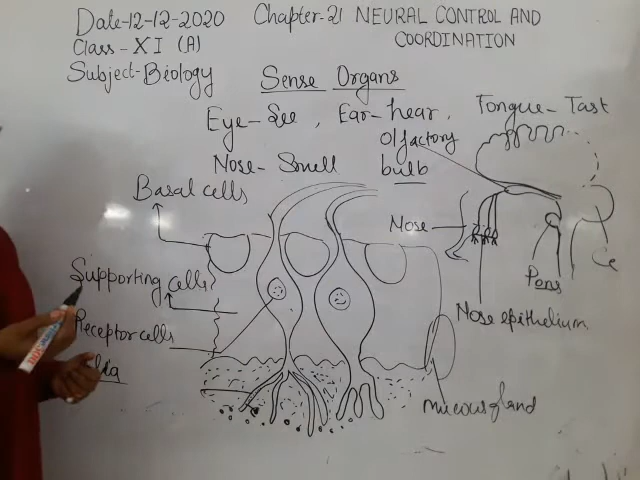 Date-12-12-2020
Class-XI (A)
Subject-Biology
Chapter-21 NEURAL CONTROL AND
COORDINATION
Sense Organs
Eye-See, Ear-hear, Tongue-Tast
Nose-Smell
Olfactory
bulb
Basal cells
Nose
Supporting cells
Pons
Ce
Nose epithelium
Receptor cells
mucous gland